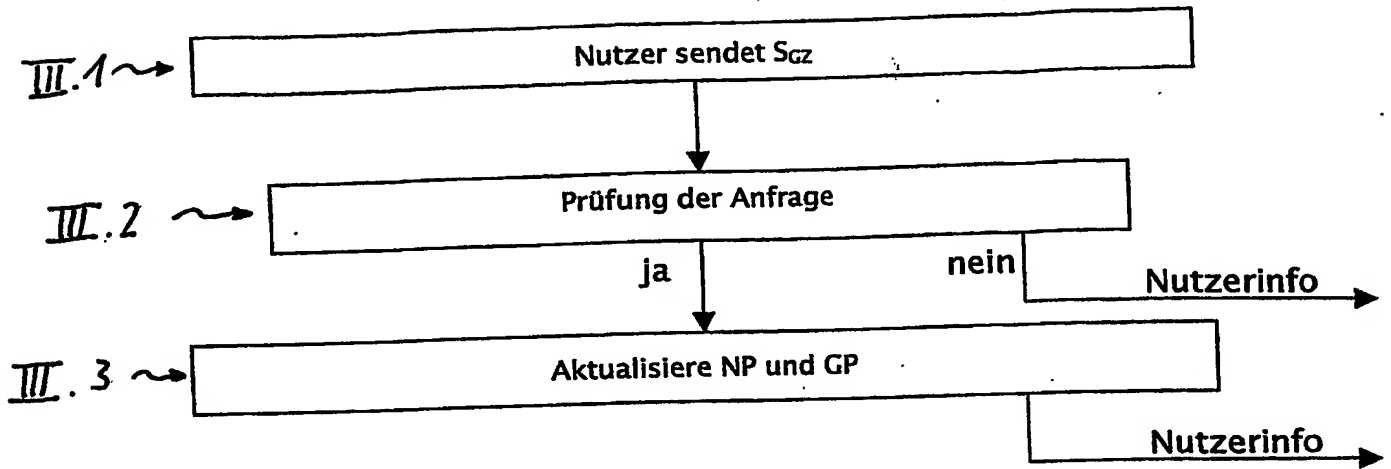 III.1 Nutzer sendet SGZ
III.2 Prüfung der Anfrage
ja nein Nutzerinfo
III.3 Aktualisiere NP und GP
Nutzerinfo